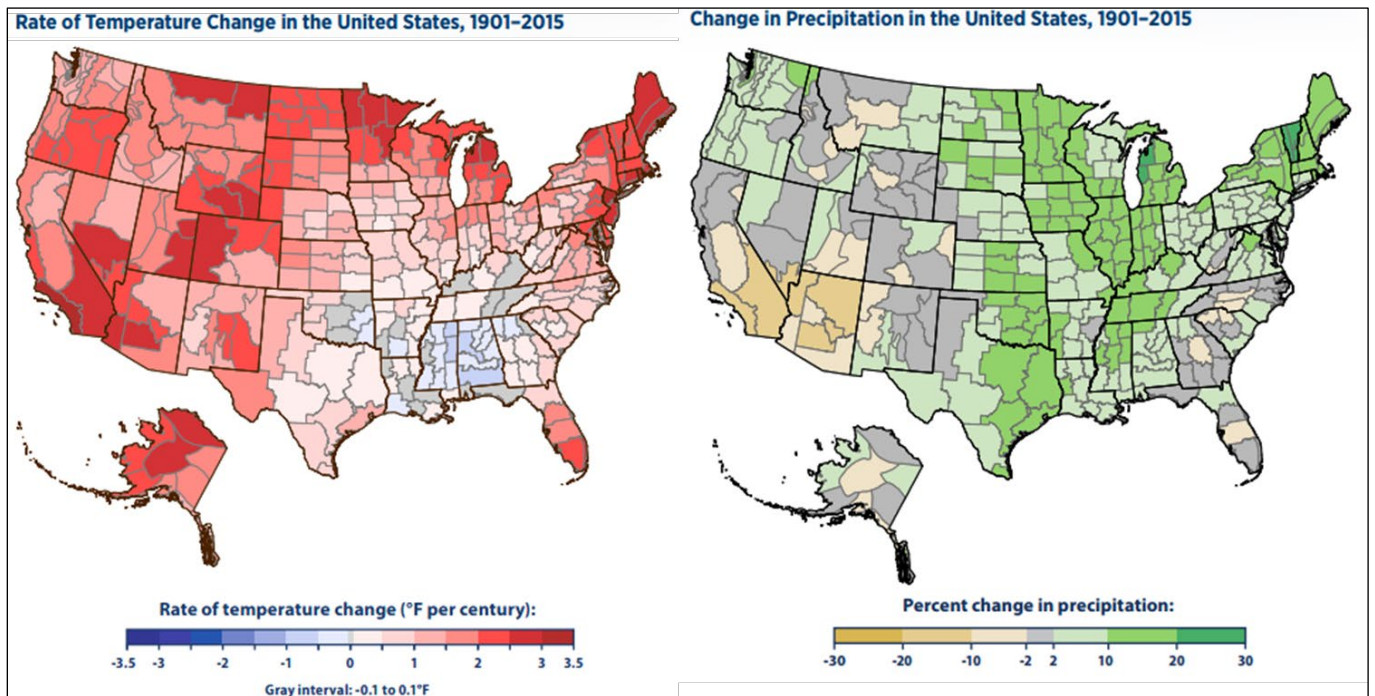 Rate of Temperature Change in the United States, 1901–2015
Change in Precipitation in the United States, 1901–2015
Rate of temperature change (°F per century):
-3.5 -3 -2 -1 0 1 2 3 3.5
Gray interval: -0.1 to 0.1°F
Percent change in precipitation:
-30 -20 -10 -2 2 10 20 30